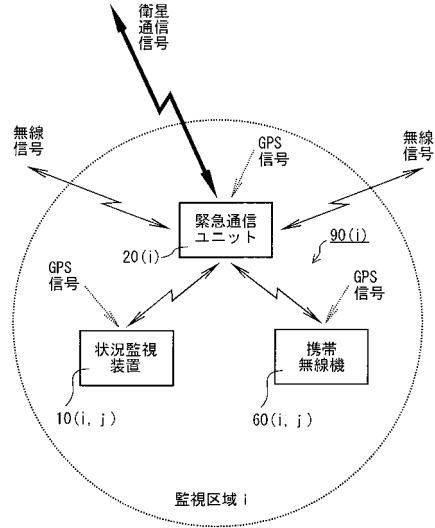 衛星
通信
信号
無線
信号
GPS
信号
無線
信号
緊急通信
ユニット
20(i)
90(i)
GPS
信号
GPS
信号
状況監視
装置
携帯
無線機
10(i, j)
60(i, j)
監視区域 i